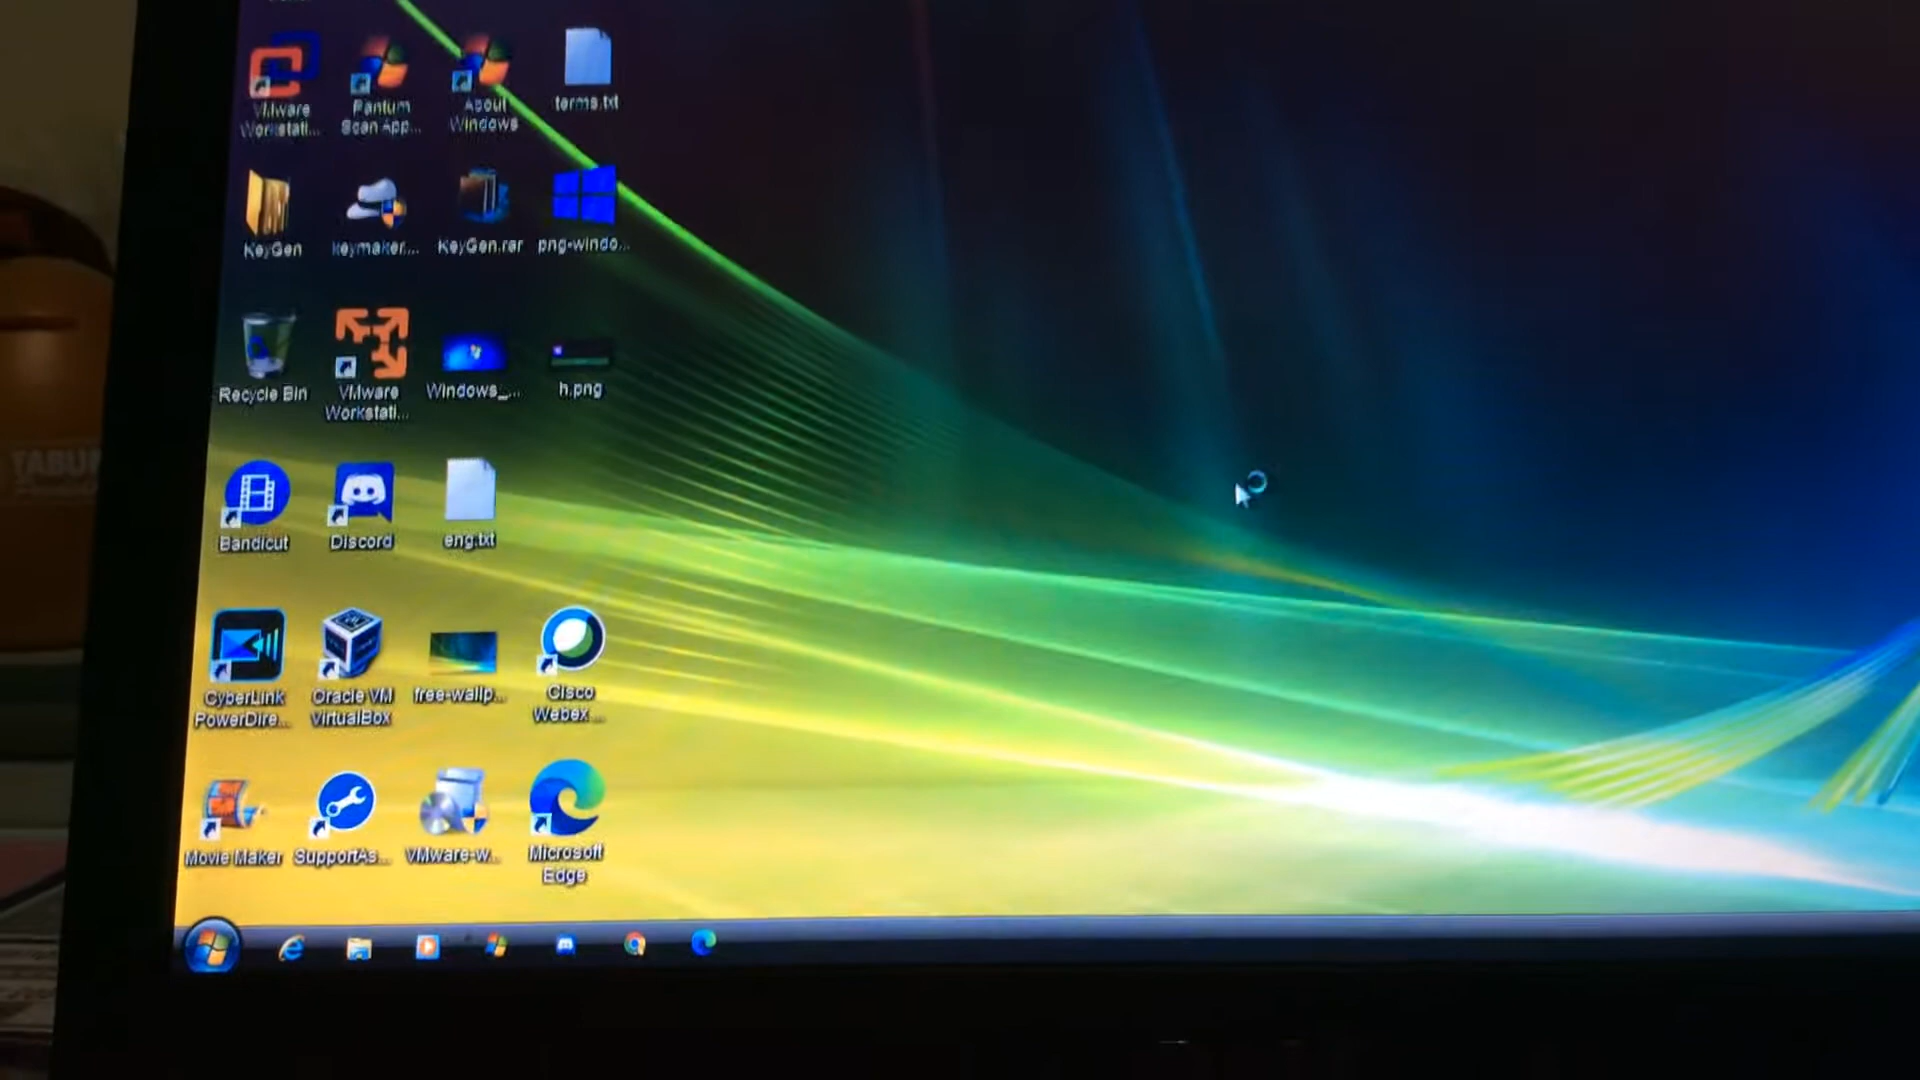 VMware
Workstati...
Pantum
Scan App...
About
Windows
terms.txt
KeyGen
keymaker....
KeyGen.rar
png-windo...
Recycle Bin
VMware
Workstati...
Windows_...
h.png
Bandicut
Discord
eng.txt
CyberLink
PowerDire...
Oracle VM
VirtualBox
free-wallp...
Cisco
Webex ...
Movie Maker
SupportAs...
VMware-w...
Microsoft
Edge